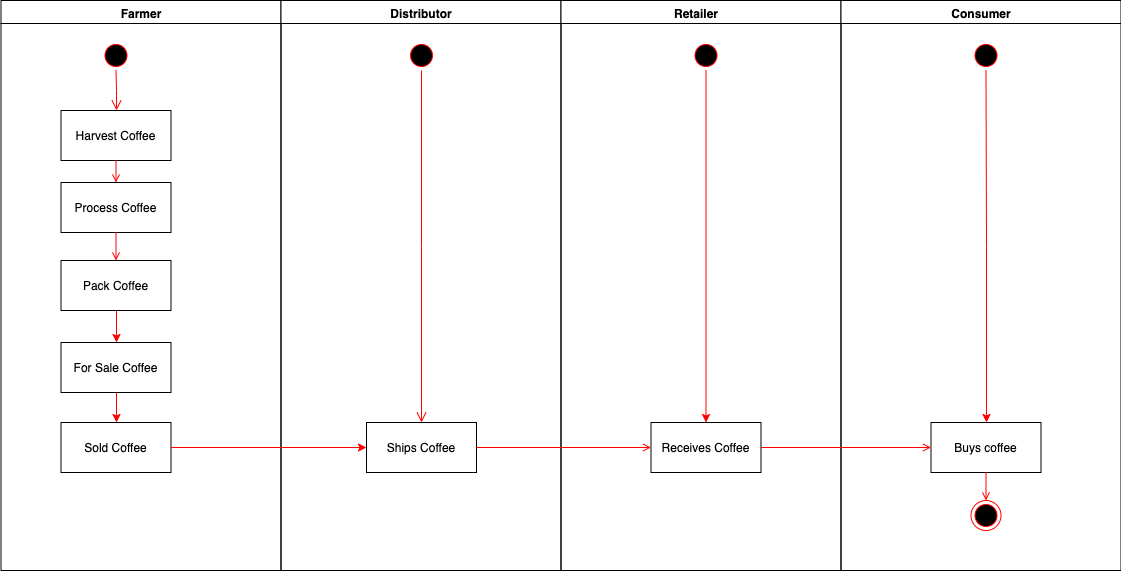 Farmer
Distributor
Retailer
Consumer
Harvest Coffee
Process Coffee
Pack Coffee
For Sale Coffee
Sold Coffee
Ships Coffee
Receives Coffee
Buys coffee